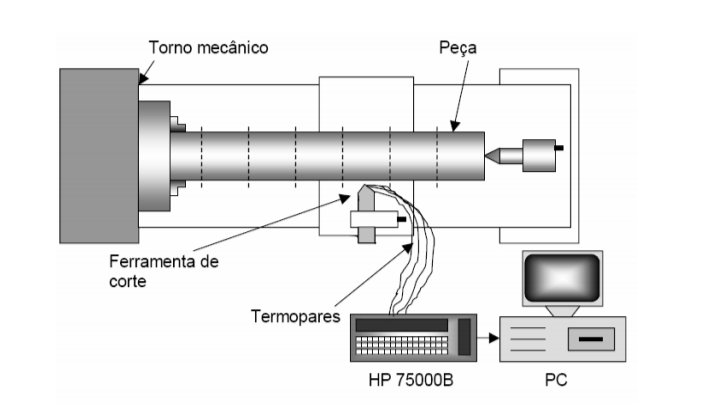 Torno mecânico
Peça
Ferramenta de
corte
Termopares
HP 75000B
PC